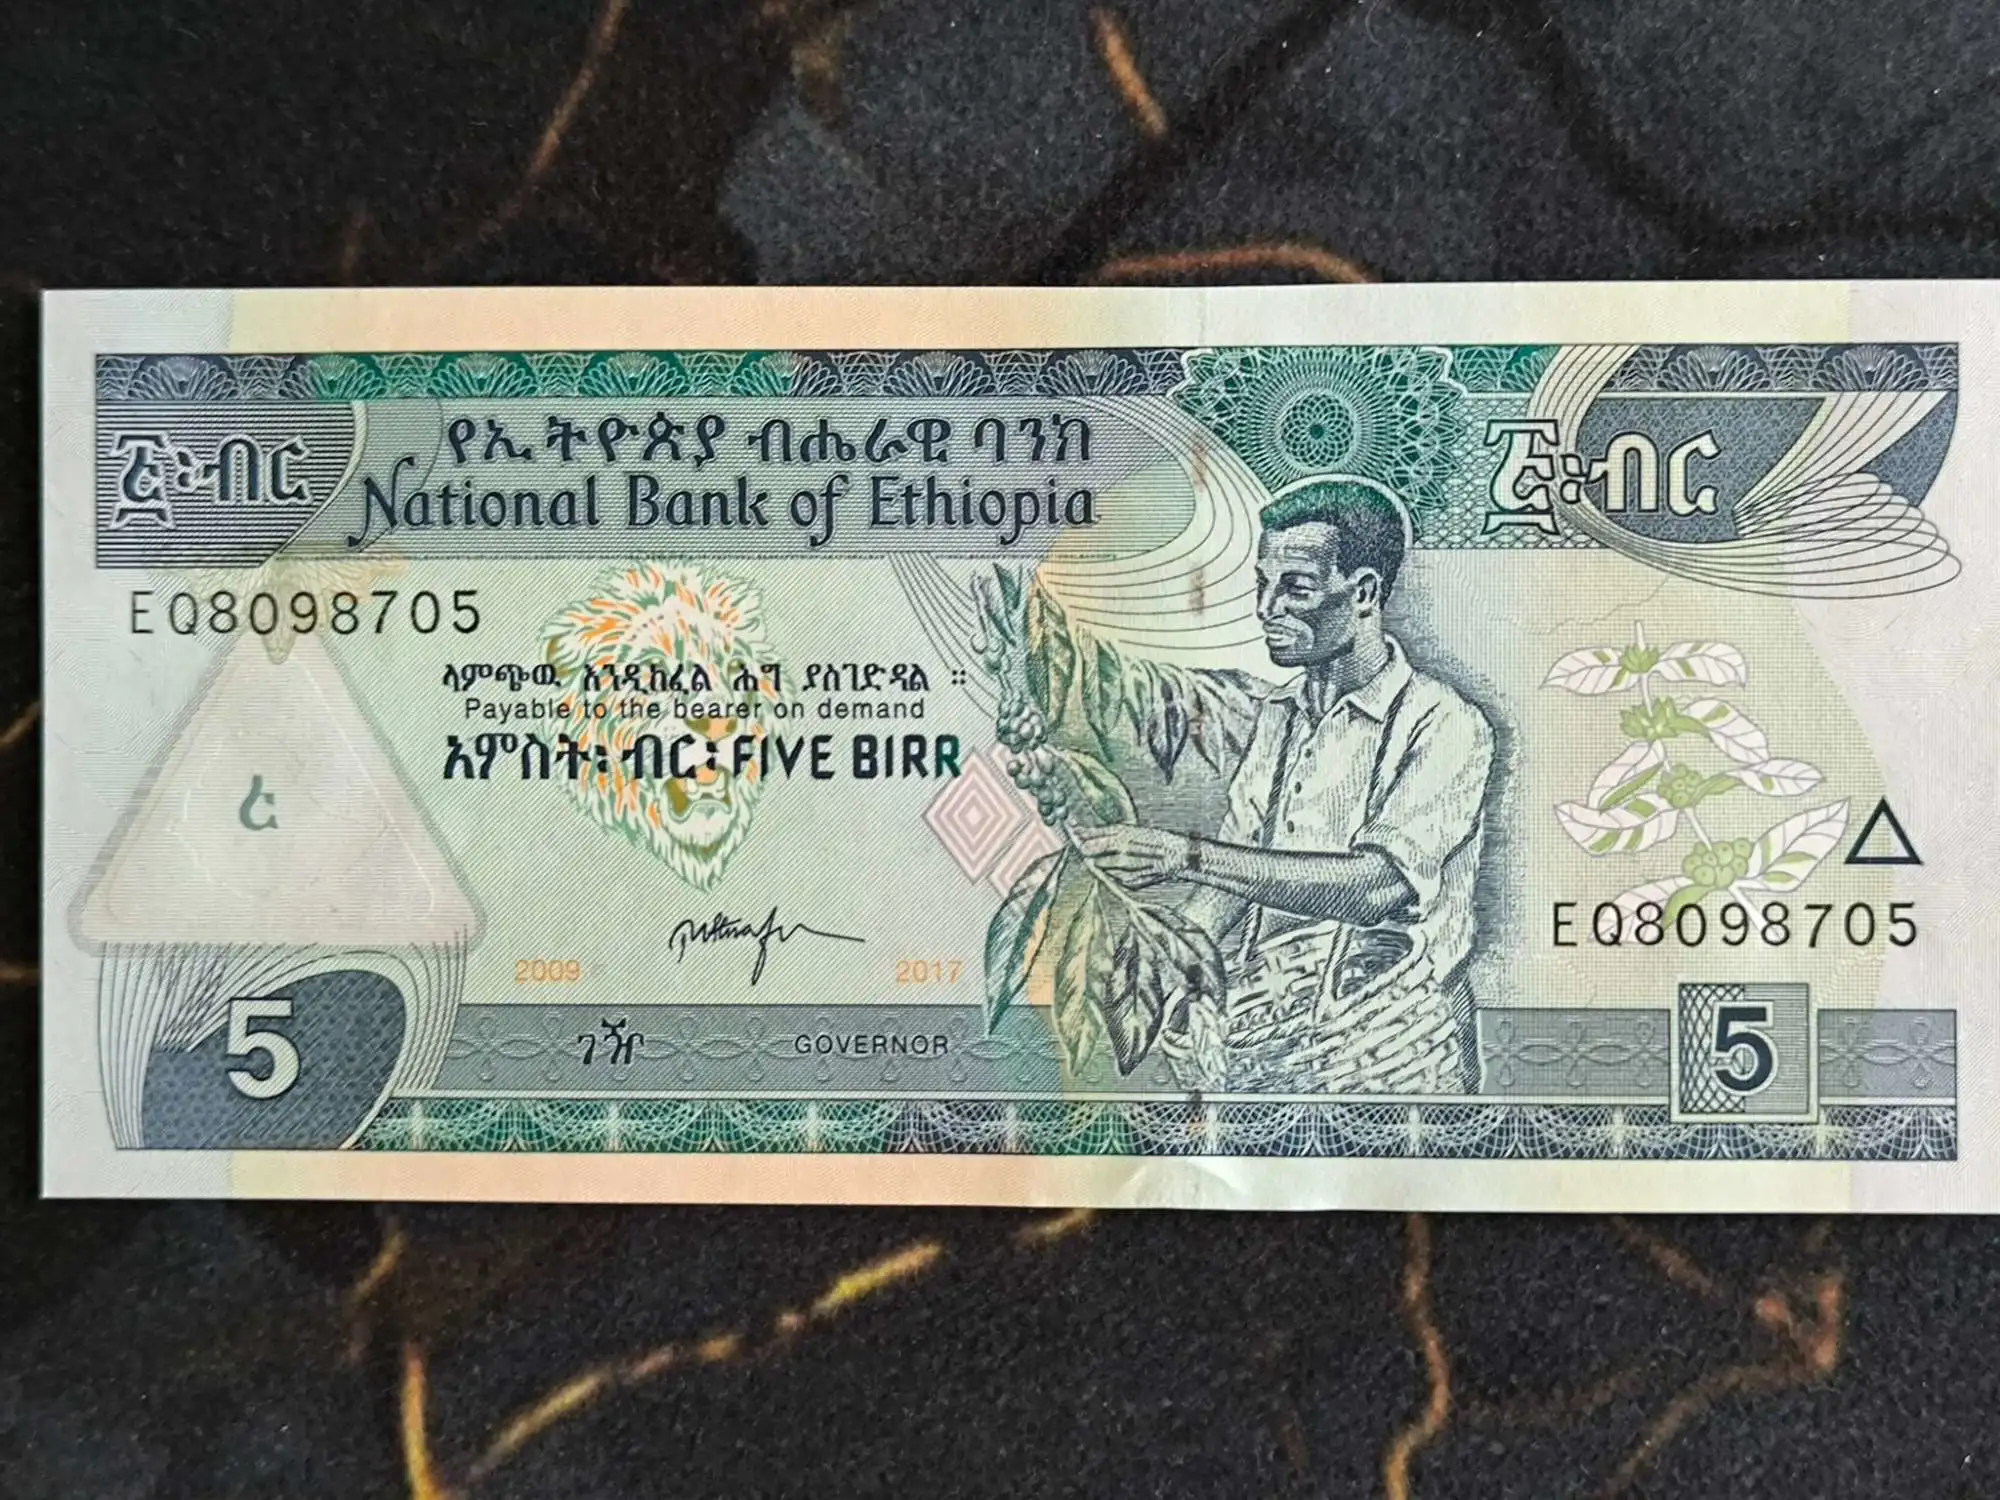 ፭፡ብር
የኢትዮጵያ ብሔራዊ ባንክ
National Bank of Ethiopia
፭፡ብር
EQ8098705
ላምጭው እንዲከፈል ሕግ ያስገድዳል ።
Payable to the bearer on demand
አምስት፡ ብር፡ FIVE BIRR
፭
EQ8098705
2009
2017
ገዥ
GOVERNOR
5
5